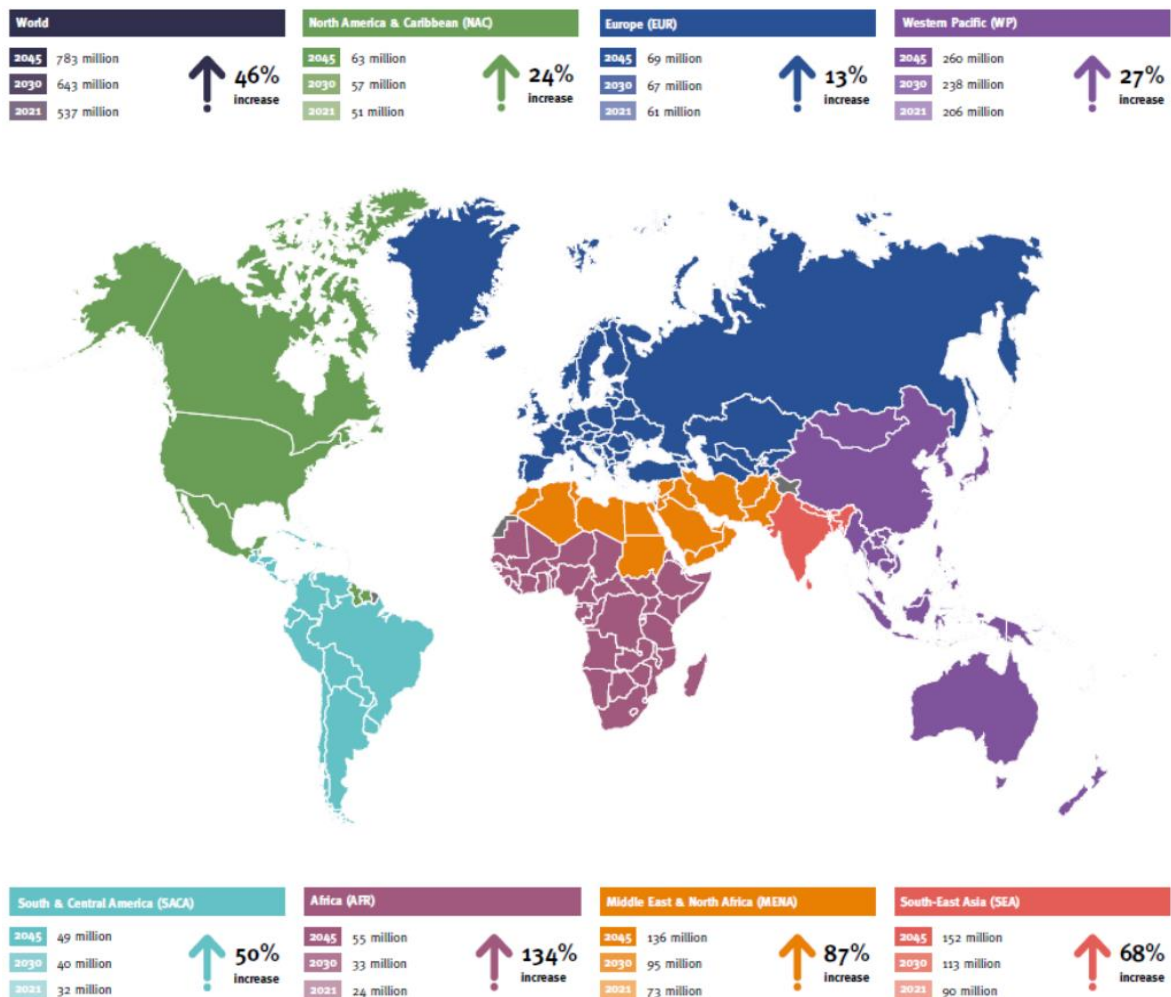 World
2045 783 million
2030 643 million
2021 537 million
46%
increase
North America & Caribbean (NAC)
2045 63 million
2030 57 million
2021 51 million
24%
increase
Europe (EUR)
2045 69 million
2030 67 million
2021 61 million
13%
increase
Western Pacific (WP)
2045 260 million
2030 238 million
2021 206 million
27%
increase
South & Central America (SACA)
2045 49 million
2030 40 million
2021 32 million
50%
increase
Africa (AFR)
2045 55 million
2030 33 million
2021 24 million
134%
increase
Middle East & North Africa (MENA)
2045 136 million
2030 95 million
2021 73 million
87%
increase
South-East Asia (SEA)
2045 152 million
2030 113 million
2021 90 million
68%
increase